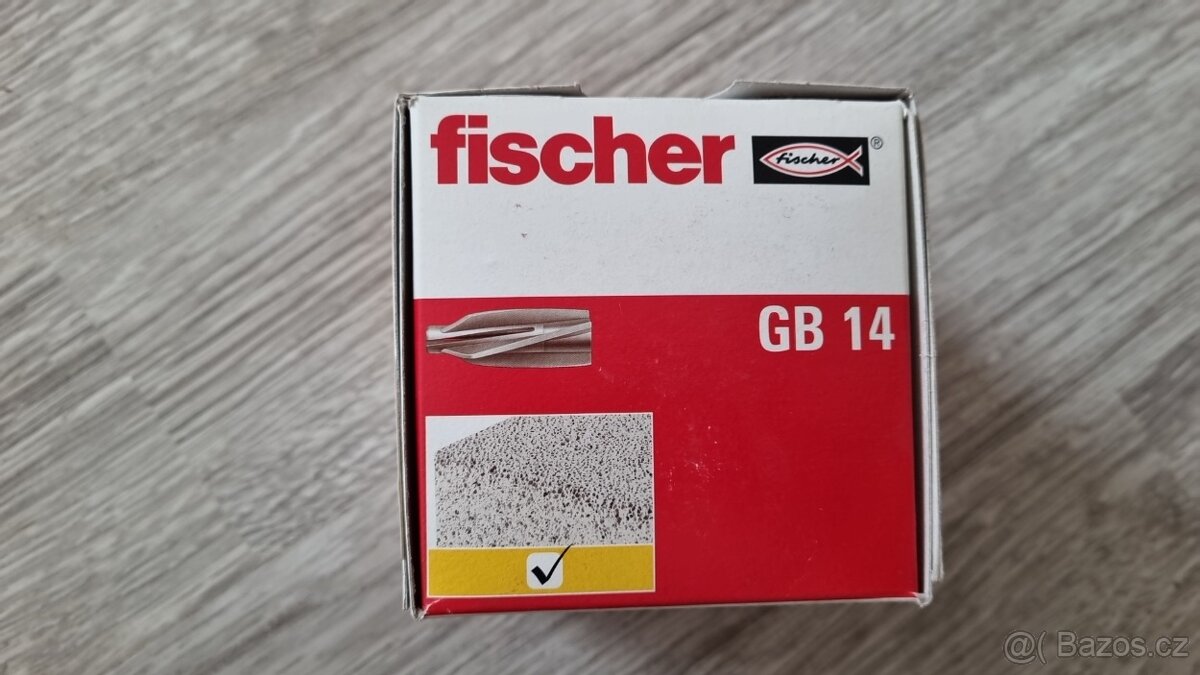 fischer
fischer ®
GB 14
@( Bazos.cz